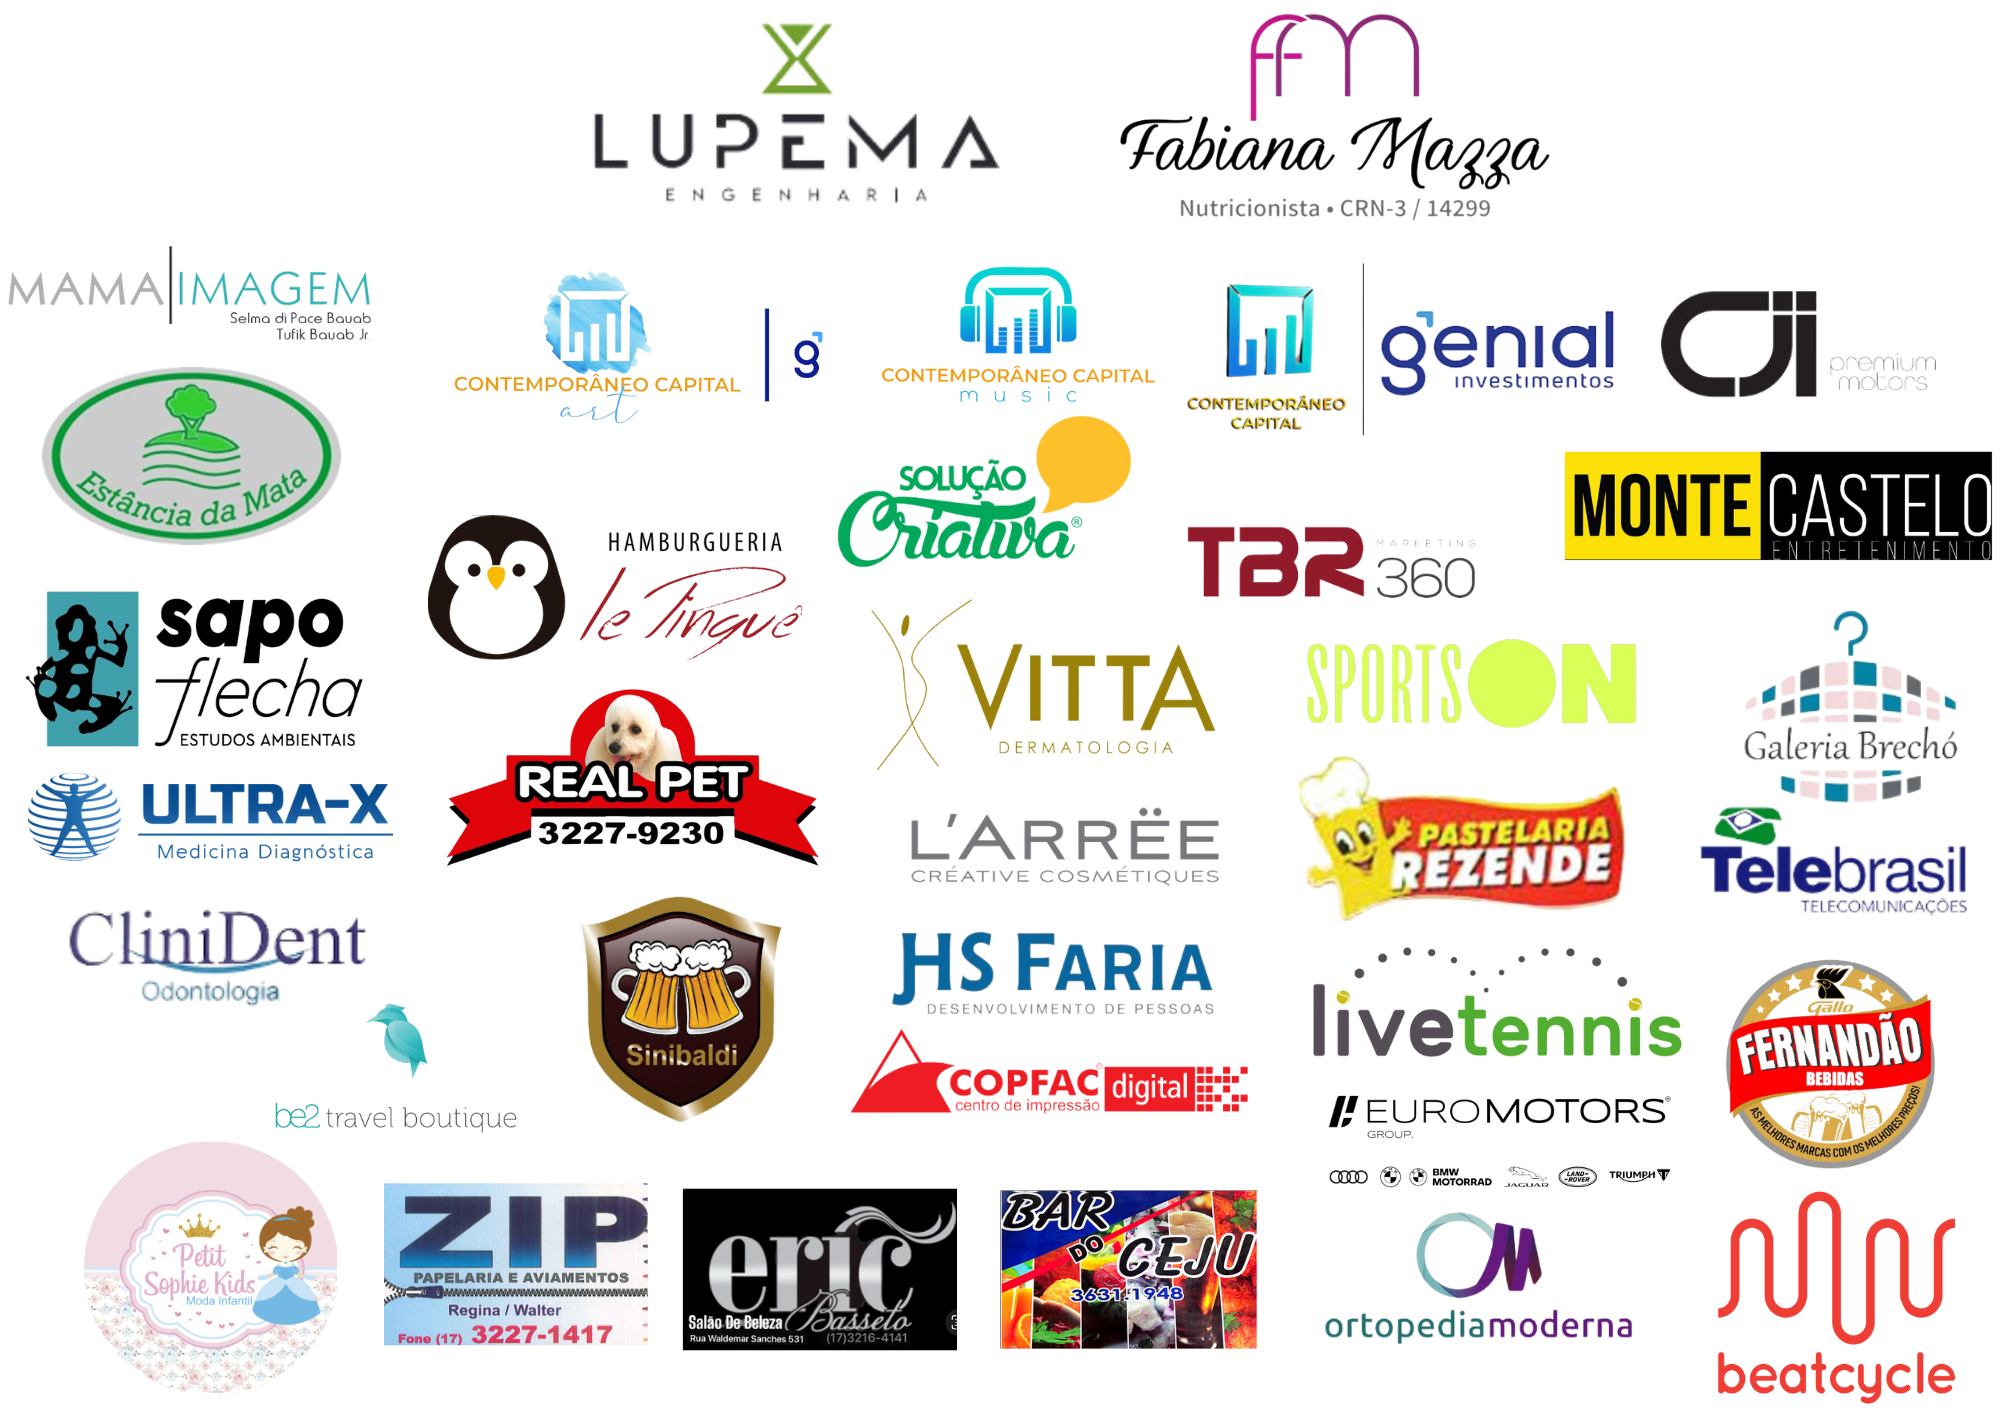 LUPEMA
ENGENHARIA
ffm
Fabiana Mazza
Nutricionista • CRN-3 / 14299
MAMA|IMAGEM
Selma di Pace Bauab
Tufik Bauab Jr.
CONTEMPORÂNEO CAPITAL
art
g
CONTEMPORÂNEO CAPITAL
music
CONTEMPORÂNEO
CAPITAL
genial
investimentos
premium
motors
Estância da Mata
SOLUÇÃO
Criativa®
MONTE CASTELO
ENTRETENIMENTO
HAMBURGUERIA
le Pinguê
TBR MARKETING
360
sapo
flecha
ESTUDOS AMBIENTAIS
VITTA
DERMATOLOGIA
SPORTS ON
Galeria Brechó
REAL PET
3227-9230
ULTRA-X
Medicina Diagnóstica
L'ARRËE
CRÉATIVE COSMÉTIQUES
PASTELARIA
REZENDE
Telebrasil
TELECOMUNICAÇÕES
CliniDent
Odontologia
Sinibaldi
HS FARIA
DESENVOLVIMENTO DE PESSOAS
livetennis
Gallo
FERNANDÃO
BEBIDAS
AS MELHORES MARCAS COM OS MELHORES PREÇOS!
be2 travel boutique
COPFAC® digital
centro de impressão
EUROMOTORS®
GROUP.
BMW
MOTORRAD
JAGUAR
LAND-
ROVER
TRIUMPH
Petit
Sophie Kids
Moda infantil
ZIP
PAPELARIA E AVIAMENTOS
Regina / Walter
Fone (17) 3227-1417
eric
Basseto
Salão De Beleza
Rua Waldemar Sanches 531 (17)3216-4141
BAR
DO
CEJU
3631.1948
ortopediamoderna
beatcycle